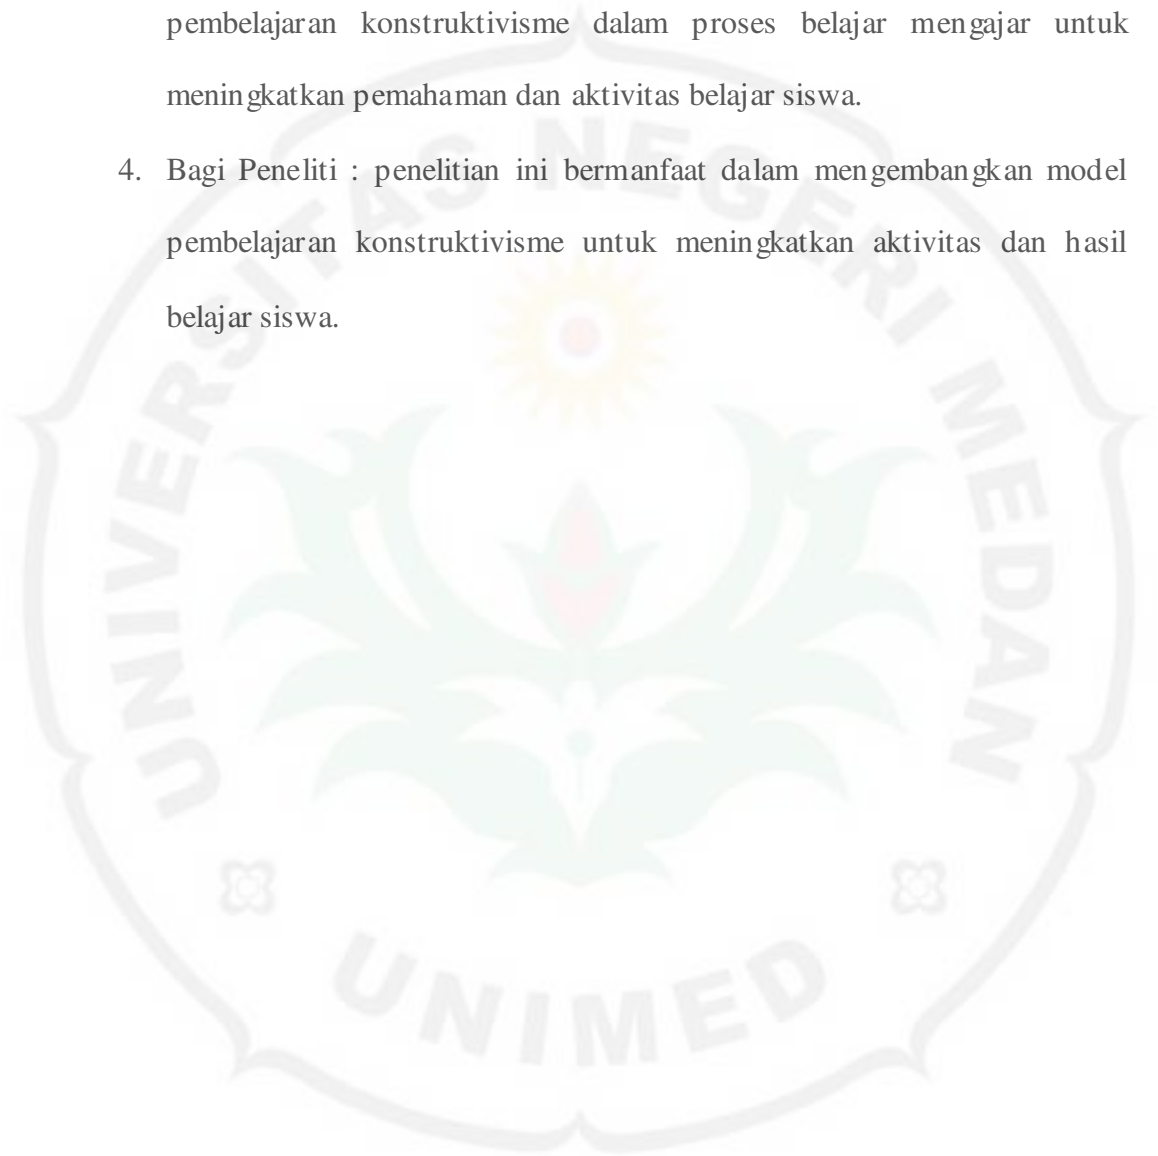 pembelajaran konstruktivisme dalam proses belajar mengajar untuk
meningkatkan pemahaman dan aktivitas belajar siswa.
4. Bagi Peneliti : penelitian ini bermanfaat dalam mengembangkan model
pembelajaran konstruktivisme untuk meningkatkan aktivitas dan hasil
belajar siswa.
UNIVERSITAS NEGERI MEDAN
UNIMED